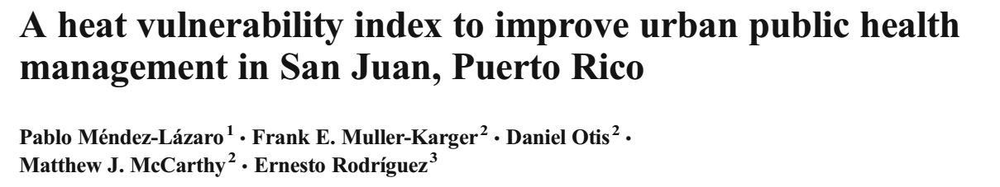 A heat vulnerability index to improve urban public health
management in San Juan, Puerto Rico
Pablo Méndez-Lázaro¹ · Frank E. Muller-Karger² · Daniel Otis² ·
Matthew J. McCarthy² · Ernesto Rodríguez³